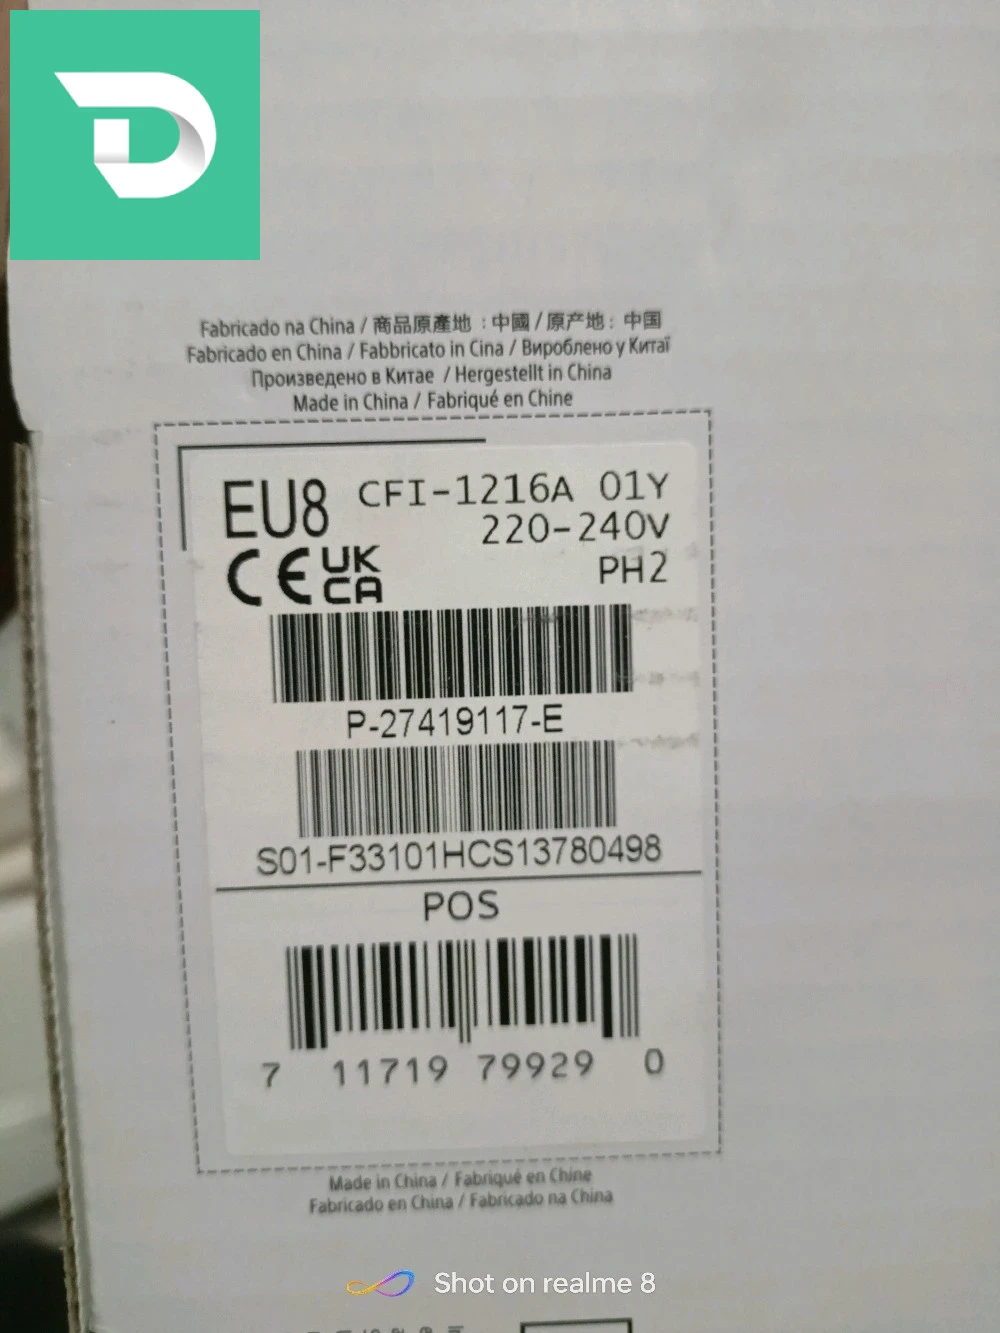 Fabricado na China / 商品原產地 : 中國 / 原产地 : 中国
Fabricado en China / Fabbricato in Cina / Вироблено у Китаї
Произведено в Китае / Hergestellt in China
Made in China / Fabriqué en Chine
EU8 CFI-1216A 01Y
220-240V
CE UK CA PH2
P-27419117-E
S01-F33101HCS13780498
POS
7 11719 79929 0
Made in China / Fabriqué en Chine
Fabricado en China / Fabricado na China
Shot on realme 8